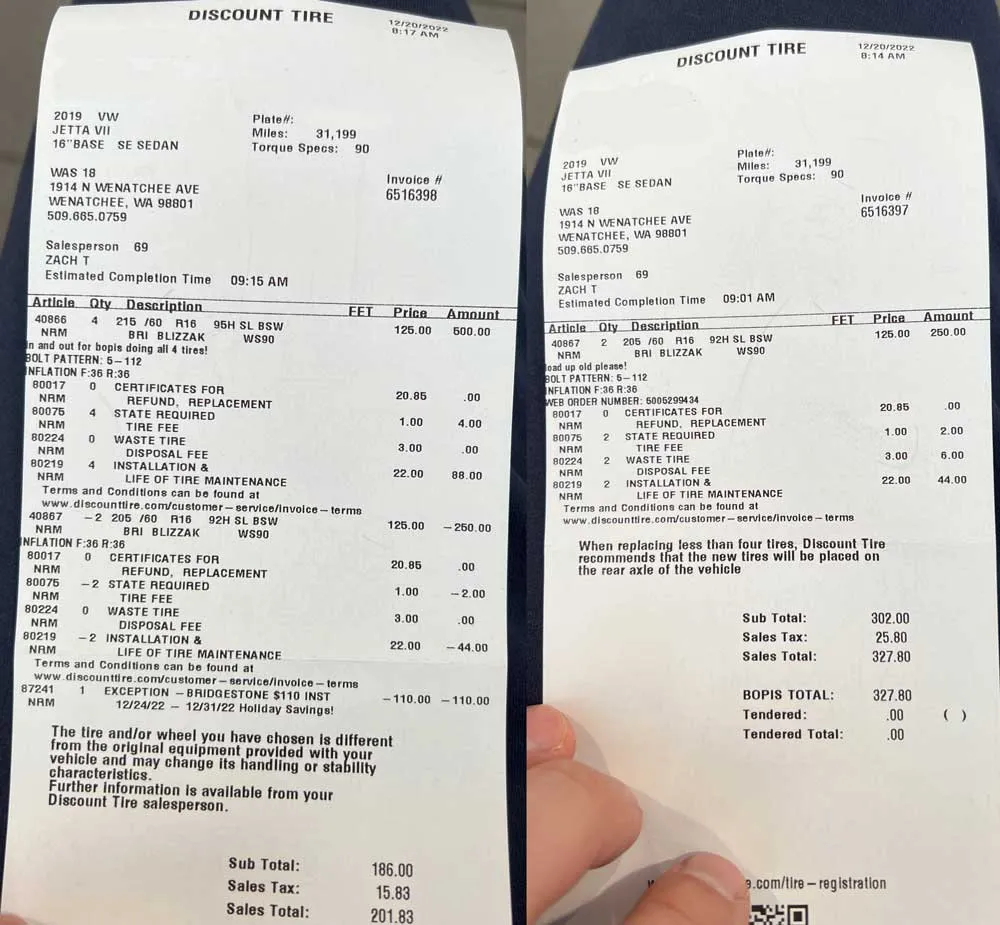 DISCOUNT TIRE
12/20/2022
8:17 AM
2019 VW
JETTA VII
16"BASE SE SEDAN
Plate#:
Miles: 31,199
Torque Specs: 90
WAS 18
1914 N WENATCHEE AVE
WENATCHEE, WA 98801
509.665.0759
Invoice #
6516398
Salesperson 69
ZACH T
Estimated Completion Time 09:15 AM
Article Qty Description FET Price Amount
40866 4 215 /60 R16 95H SL BSW 125.00 500.00
NRM BRI BLIZZAK WS90
In and out for bopis doing all 4 tires!
BOLT PATTERN: 5-112
INFLATION F:36 R:36
80017 0 CERTIFICATES FOR 20.85 .00
NRM REFUND, REPLACEMENT
80075 4 STATE REQUIRED 1.00 4.00
NRM TIRE FEE
80224 0 WASTE TIRE 3.00 .00
NRM DISPOSAL FEE
80219 4 INSTALLATION & 22.00 88.00
NRM LIFE OF TIRE MAINTENANCE
Terms and Conditions can be found at
www.discounttire.com/customer-service/invoice-terms
40867 -2 205 /60 R16 92H SL BSW 125.00 -250.00
NRM BRI BLIZZAK WS90
INFLATION F:36 R:36
80017 0 CERTIFICATES FOR 20.85 .00
NRM REFUND, REPLACEMENT
80075 -2 STATE REQUIRED 1.00 -2.00
NRM TIRE FEE
80224 0 WASTE TIRE 3.00 .00
NRM DISPOSAL FEE
80219 -2 INSTALLATION & 22.00 -44.00
NRM LIFE OF TIRE MAINTENANCE
Terms and Conditions can be found at
www.discounttire.com/customer-service/invoice-terms
87241 1 EXCEPTION - BRIDGESTONE $110 INST -110.00 -110.00
NRM 12/24/22 - 12/31/22 Holiday Savings!
The tire and/or wheel you have chosen is different
from the original equipment provided with your
vehicle and may change its handling or stability
characteristics.
Further information is available from your
Discount Tire salesperson.
Sub Total: 186.00
Sales Tax: 15.83
Sales Total: 201.83
DISCOUNT TIRE
12/20/2022
8:14 AM
2019 VW
JETTA VII
16"BASE SE SEDAN
Plate#:
Miles: 31,199
Torque Specs: 90
WAS 18
1914 N WENATCHEE AVE
WENATCHEE, WA 98801
509.665.0759
Invoice #
6516397
Salesperson 69
ZACH T
Estimated Completion Time 09:01 AM
Article Qty Description FET Price Amount
40867 2 205 /60 R16 92H SL BSW 125.00 250.00
NRM BRI BLIZZAK WS90
load up old please!
BOLT PATTERN: 5-112
INFLATION F:36 R:36
WEB ORDER NUMBER: 5005299434
80017 0 CERTIFICATES FOR 20.85 .00
NRM REFUND, REPLACEMENT
80075 2 STATE REQUIRED 1.00 2.00
NRM TIRE FEE
80224 2 WASTE TIRE 3.00 6.00
NRM DISPOSAL FEE
80219 2 INSTALLATION & 22.00 44.00
NRM LIFE OF TIRE MAINTENANCE
Terms and Conditions can be found at
www.discounttire.com/customer-service/invoice-terms
When replacing less than four tires, Discount Tire
recommends that the new tires will be placed on
the rear axle of the vehicle
Sub Total: 302.00
Sales Tax: 25.80
Sales Total: 327.80
BOPIS TOTAL: 327.80
Tendered: .00 ( )
Tendered Total: .00
e.com/tire-registration